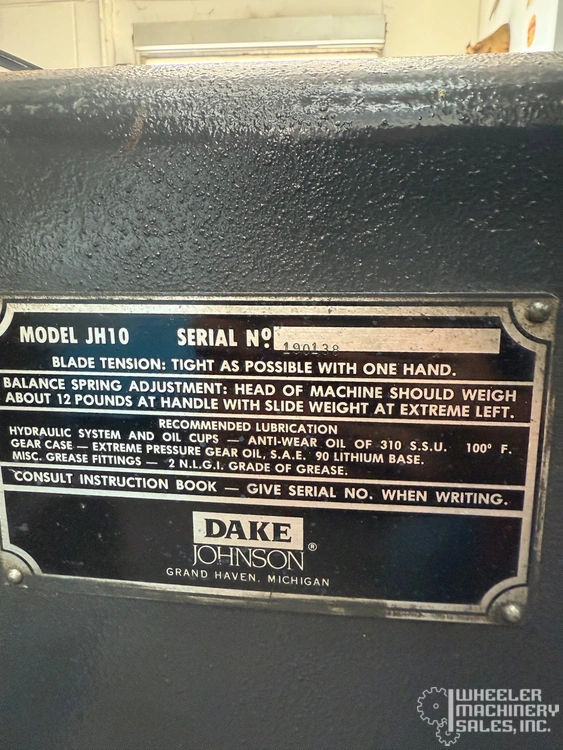 MODEL JH10 SERIAL Nº 190138
BLADE TENSION: TIGHT AS POSSIBLE WITH ONE HAND.
BALANCE SPRING ADJUSTMENT: HEAD OF MACHINE SHOULD WEIGH
ABOUT 12 POUNDS AT HANDLE WITH SLIDE WEIGHT AT EXTREME LEFT.
RECOMMENDED LUBRICATION
HYDRAULIC SYSTEM AND OIL CUPS — ANTI-WEAR OIL OF 310 S.S.U. 100° F.
GEAR CASE — EXTREME PRESSURE GEAR OIL, S.A.E. 90 LITHIUM BASE.
MISC. GREASE FITTINGS — 2 N.L.G.I. GRADE OF GREASE.
CONSULT INSTRUCTION BOOK — GIVE SERIAL NO. WHEN WRITING.
DAKE
JOHNSON®
GRAND HAVEN, MICHIGAN
WHEELER
MACHINERY
SALES, INC.